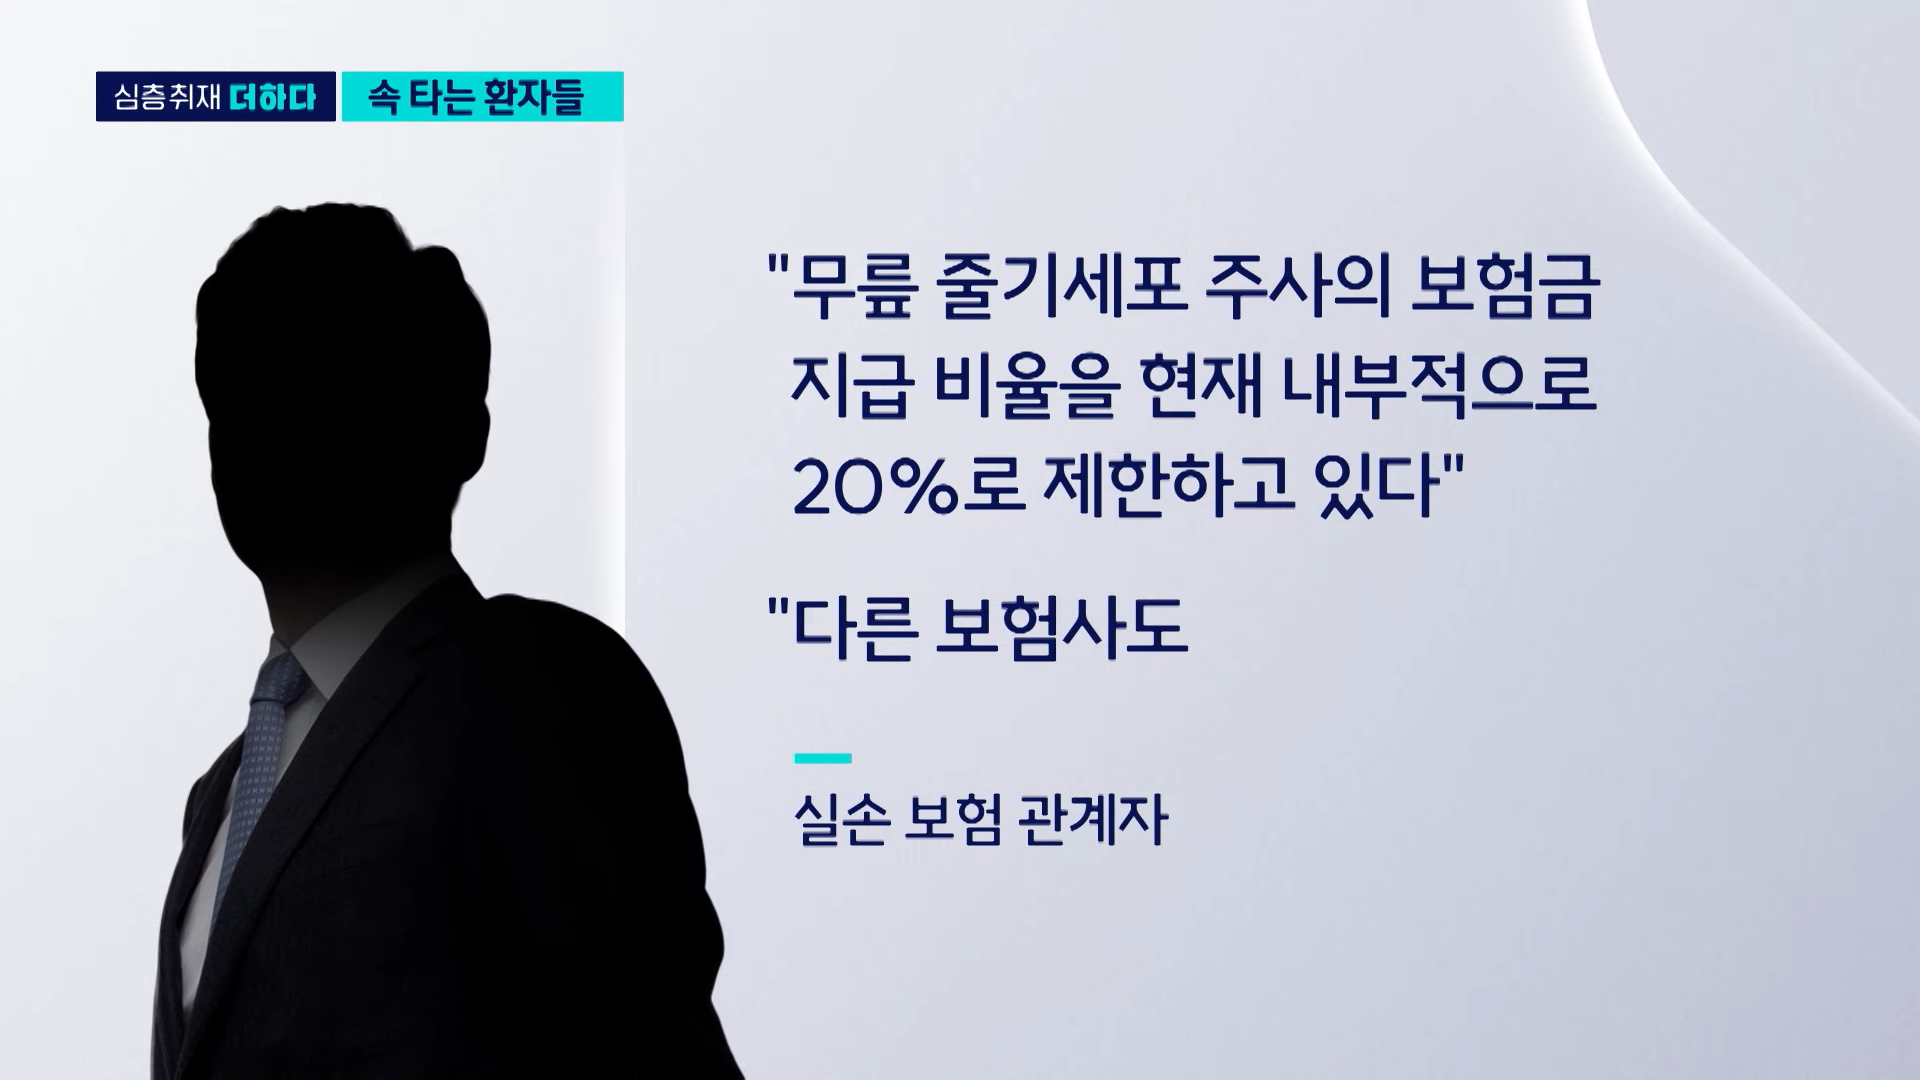 심층취재 더하다 속 타는 환자들
"무릎 줄기세포 주사의 보험금
지급 비율을 현재 내부적으로
20%로 제한하고 있다"
"다른 보험사도
실손 보험 관계자